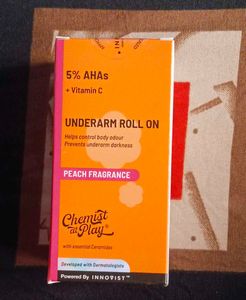 5% AHAs
+ Vitamin C
UNDERARM ROLL ON
Helps control body odour
Prevents underarm darkness
PEACH FRAGRANCE
Chemist
at Play
with essential Ceramides
Developed with Dermatologists
Powered By INNOVIST™